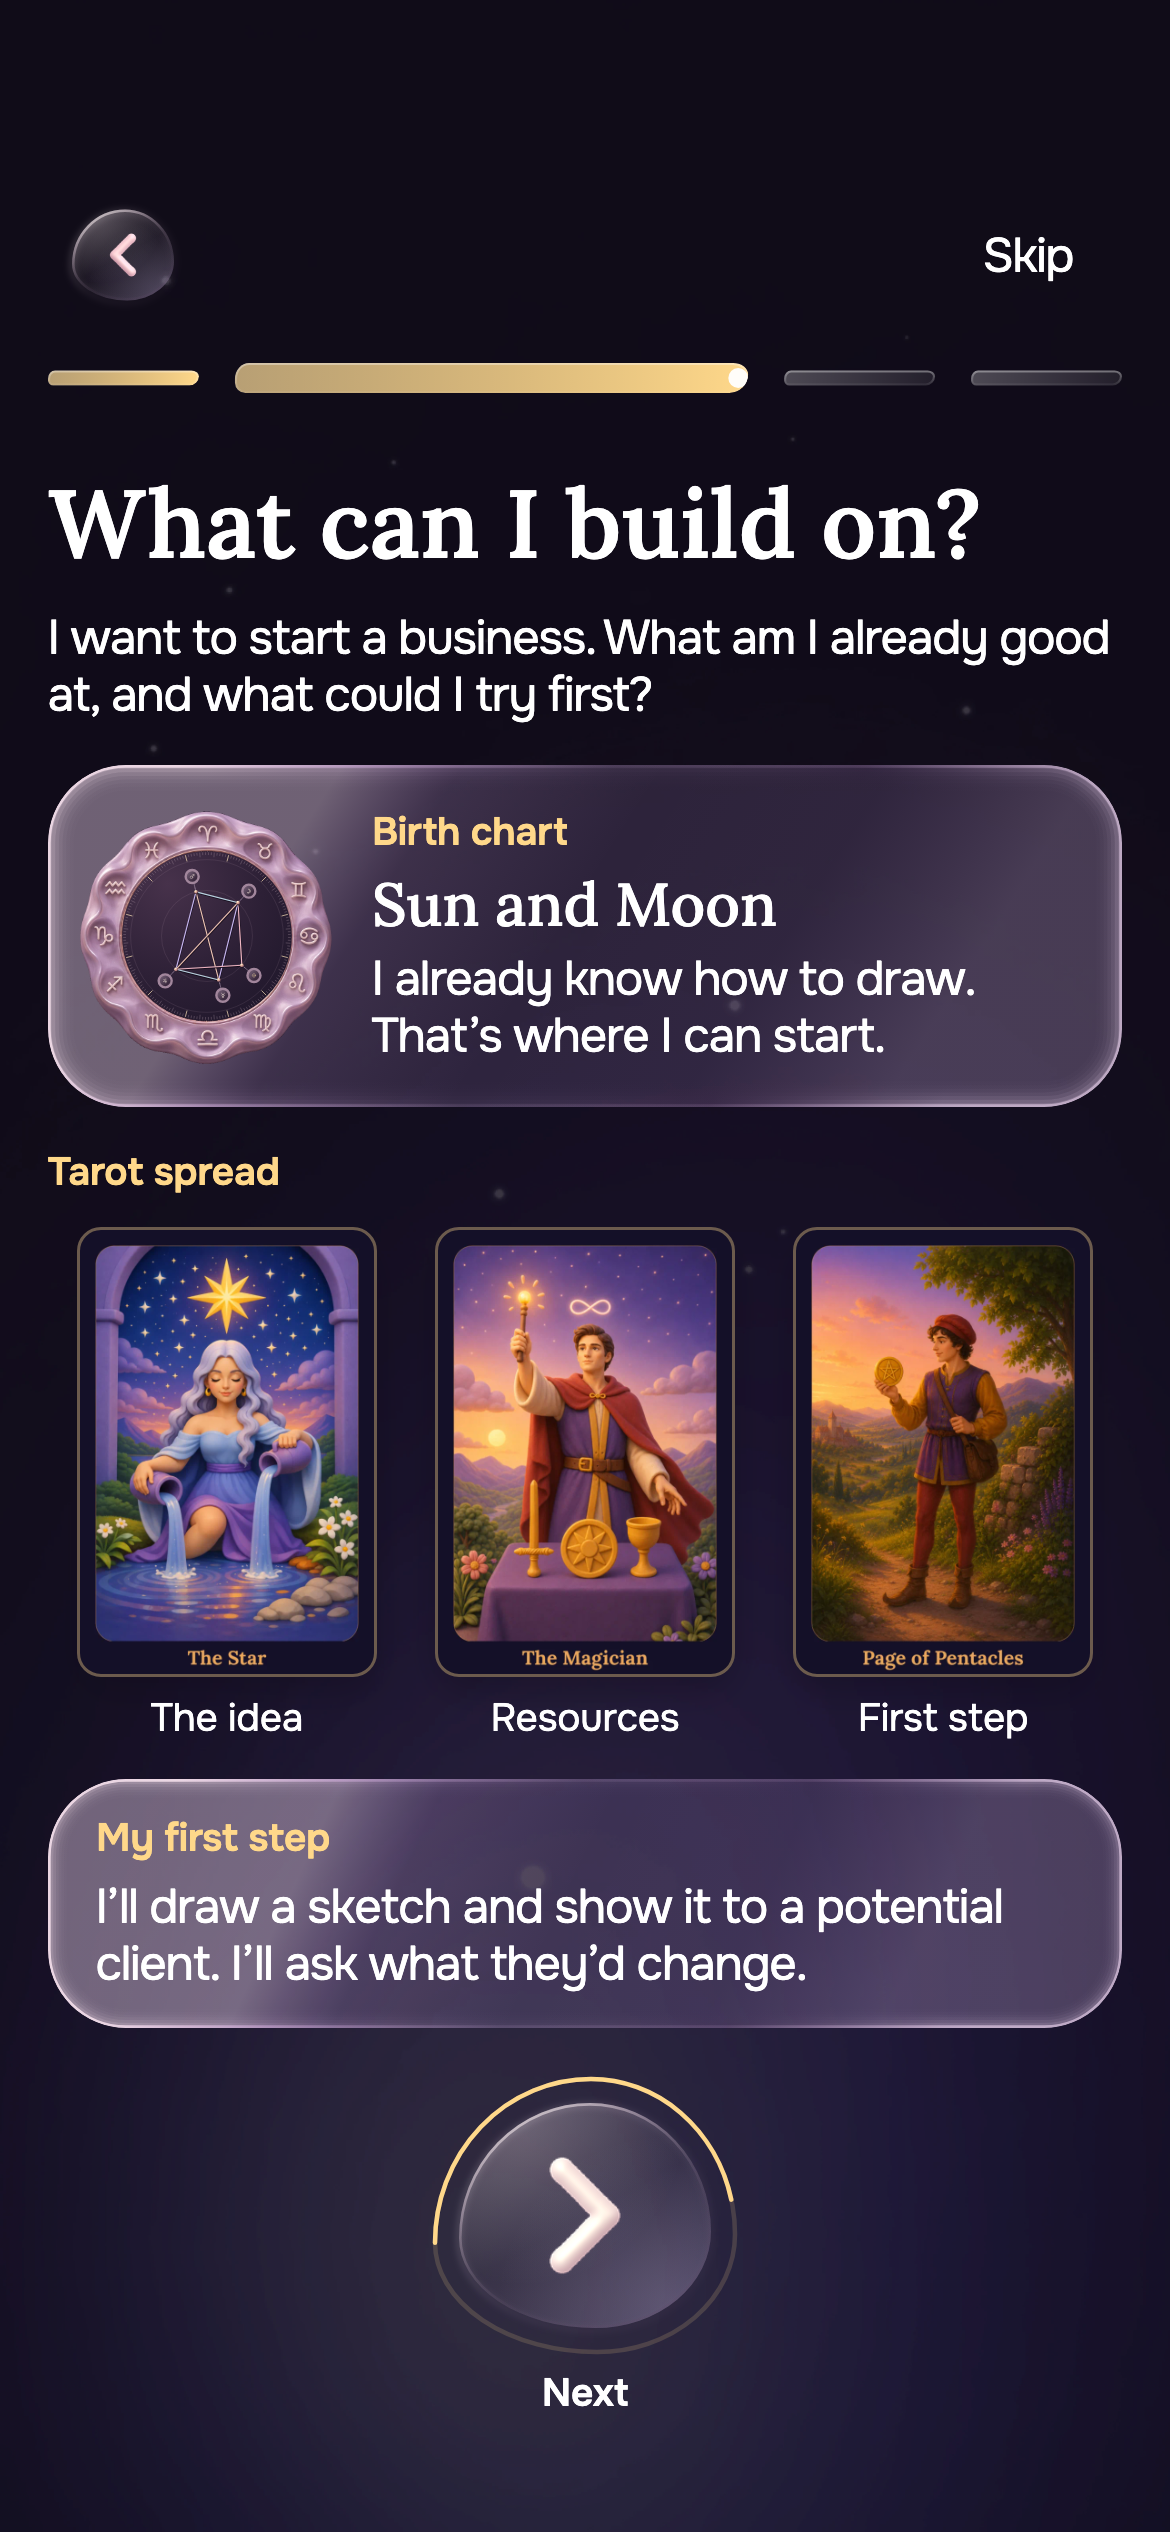 Skip
What can I build on?
I want to start a business. What am I already good
at, and what could I try first?
Birth chart
Sun and Moon
I already know how to draw.
That’s where I can start.
Tarot spread
The Star
The Magician
Page of Pentacles
The idea
Resources
First step
My first step
I’ll draw a sketch and show it to a potential
client. I’ll ask what they’d change.
Next